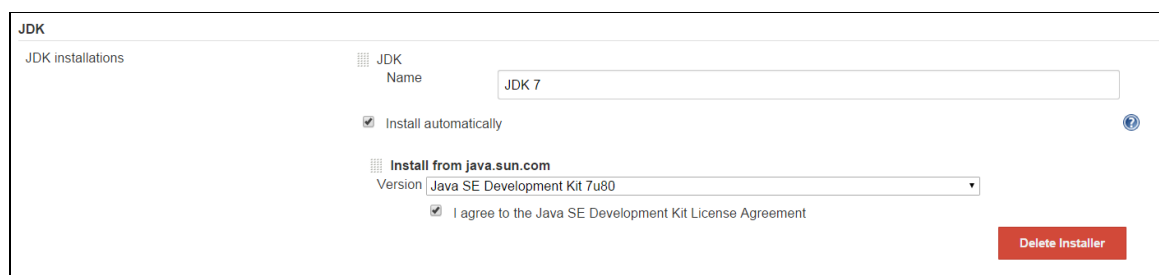 JDK
JDK installations
JDK
Name
JDK 7
Install automatically
?
Install from java.sun.com
Version Java SE Development Kit 7u80
I agree to the Java SE Development Kit License Agreement
Delete Installer